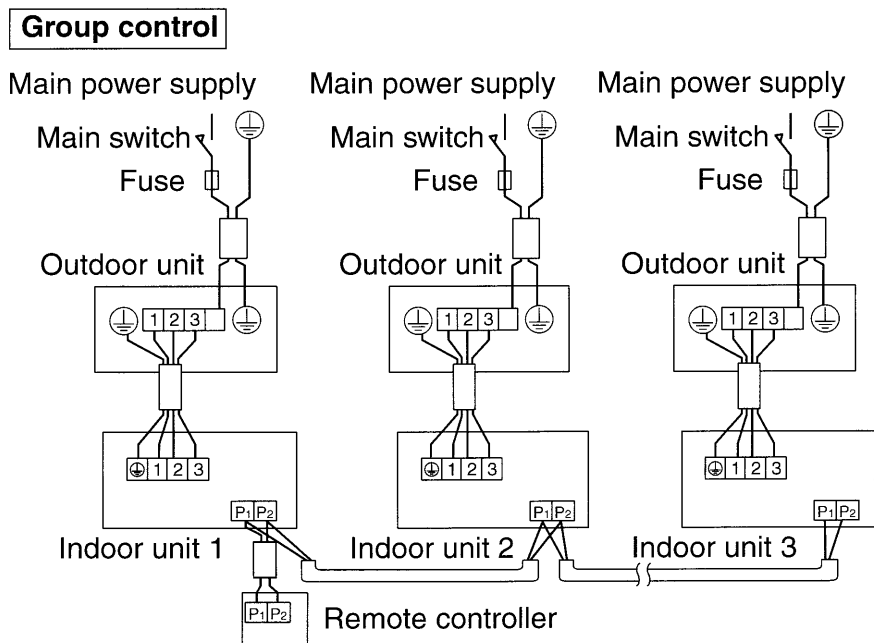 Group control
Main power supply Main power supply Main power supply
Main switch Main switch Main switch
Fuse Fuse Fuse
Outdoor unit Outdoor unit Outdoor unit
1 2 3 1 2 3 1 2 3
1 2 3 1 2 3 1 2 3
P1 P2 P1 P2 P1 P2
Indoor unit 1 Indoor unit 2 Indoor unit 3
P1 P2 Remote controller